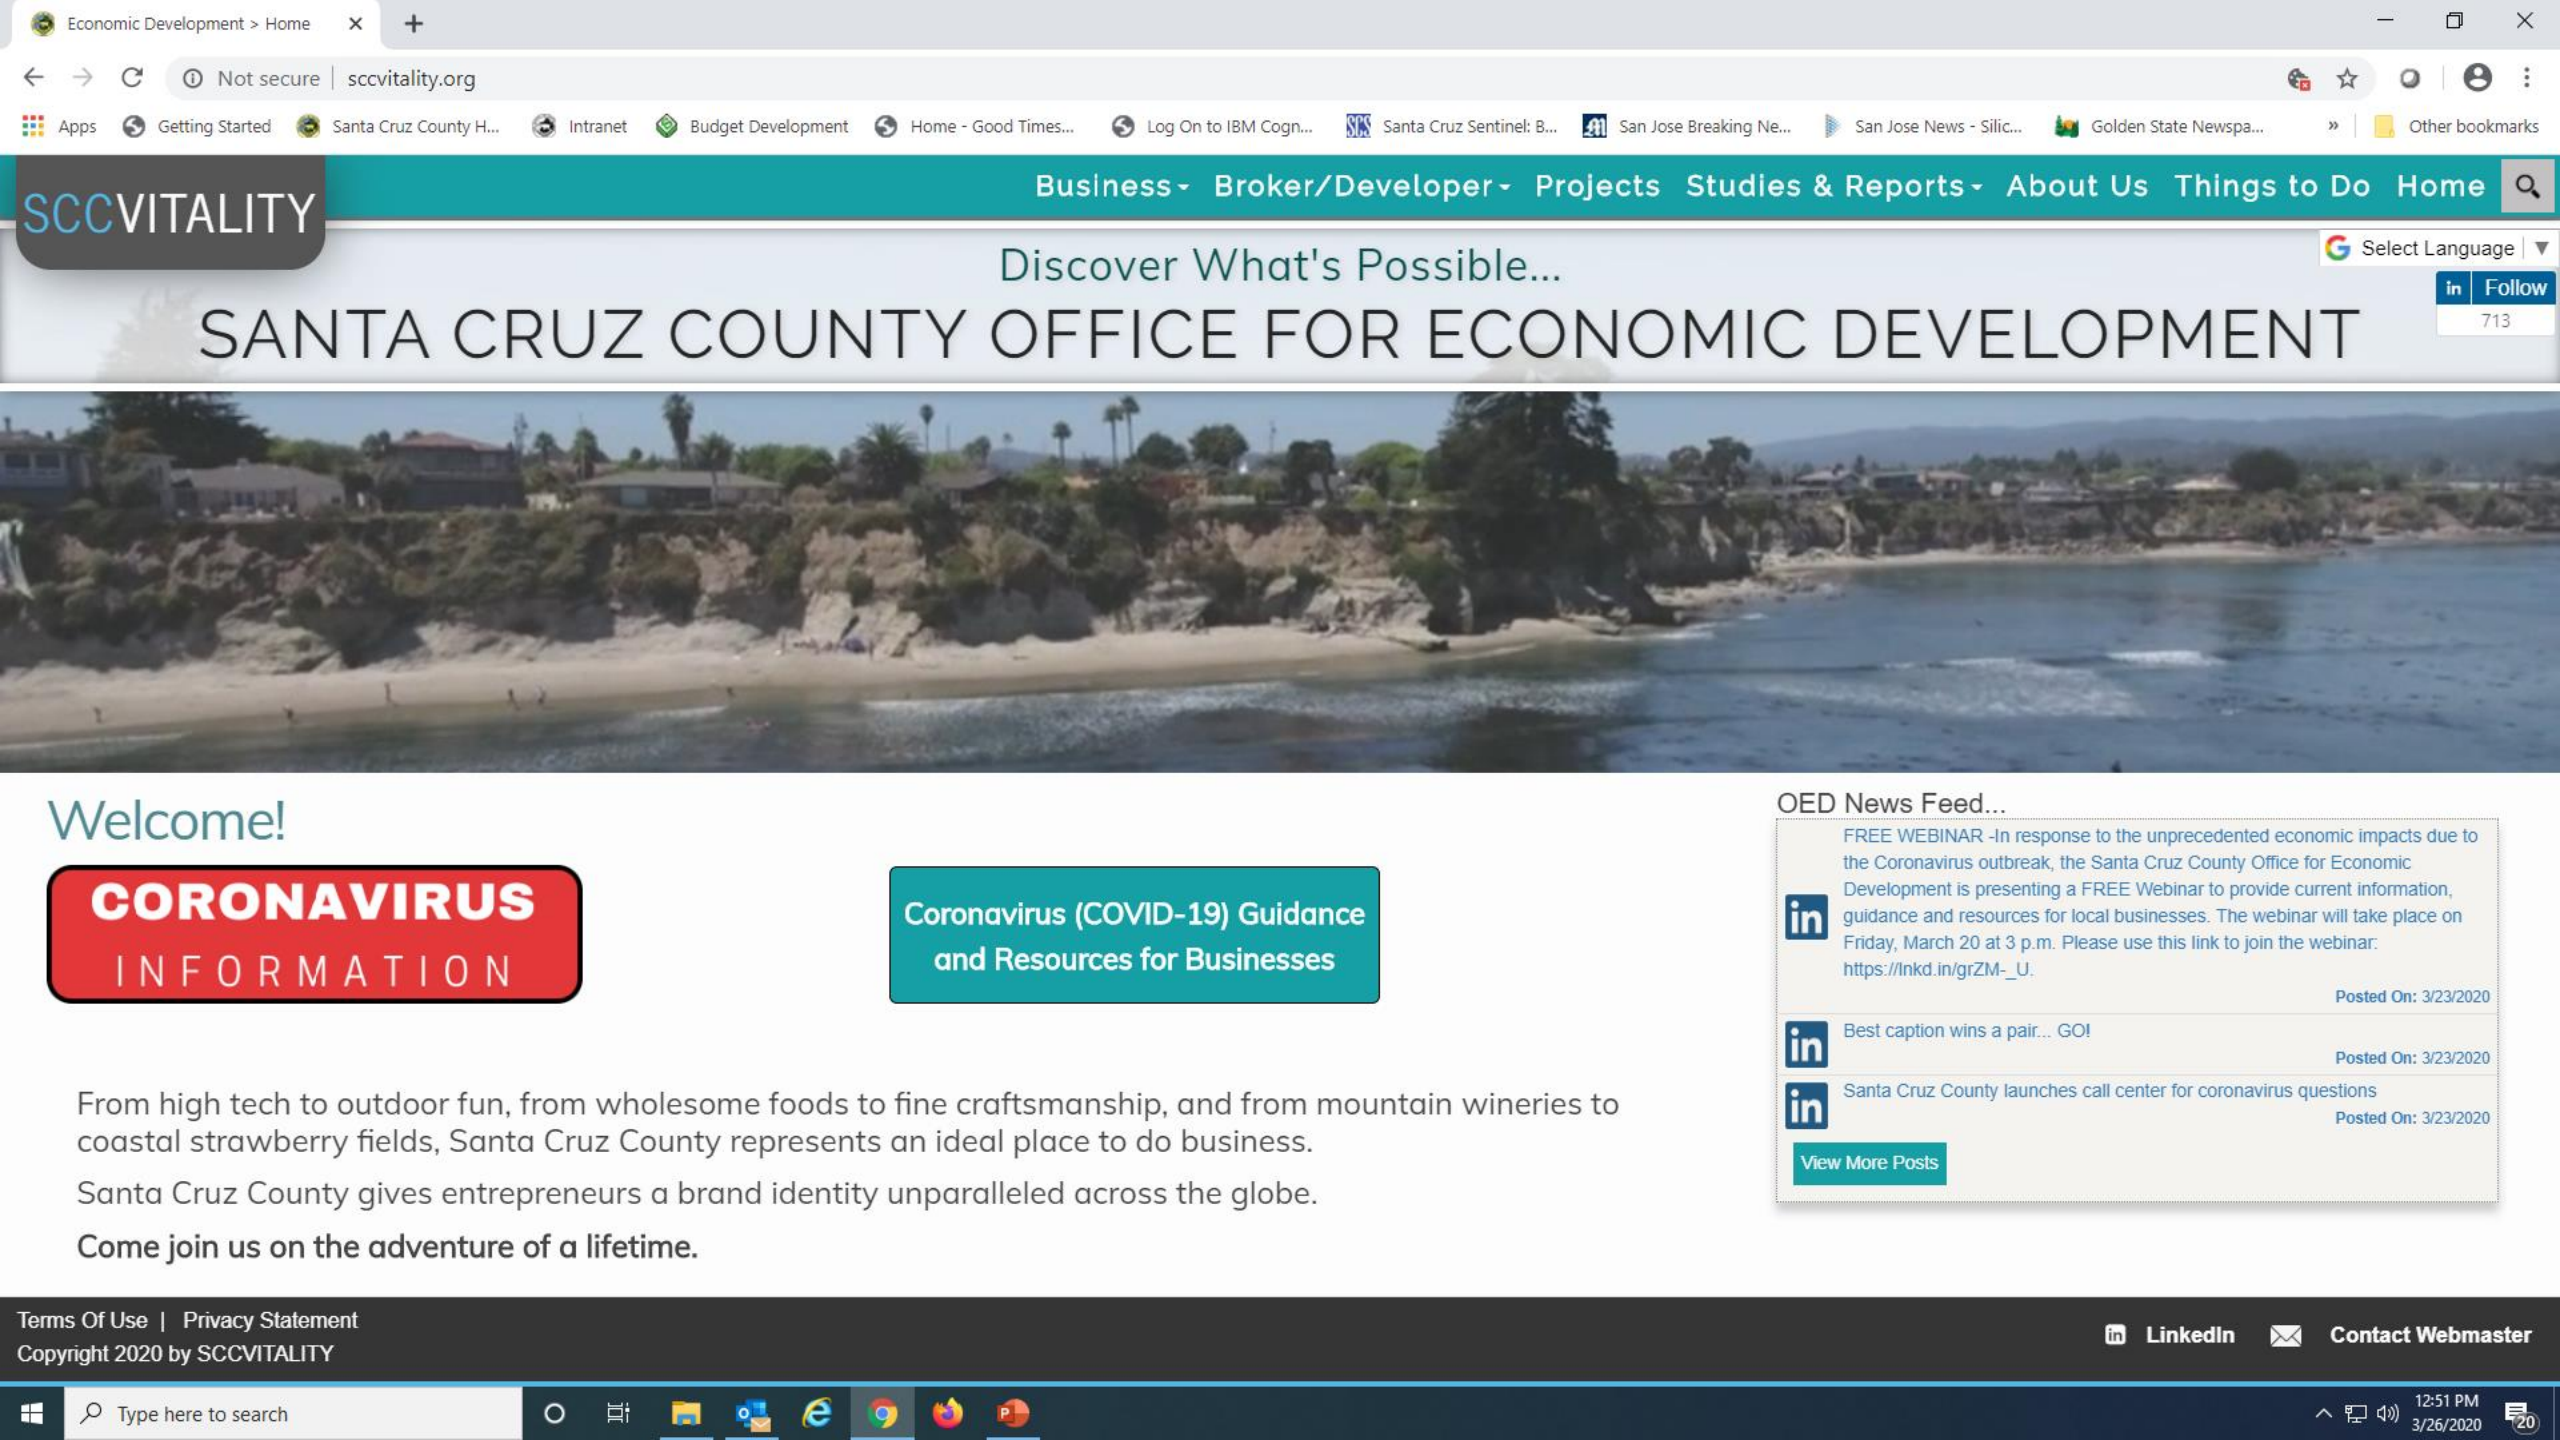 Economic Development > Home
Not secure | sccvitality.org
Apps Getting Started Santa Cruz County H... Intranet Budget Development Home - Good Times... Log On to IBM Cogn... Santa Cruz Sentinel: B... San Jose Breaking Ne... San Jose News - Silic... Golden State Newspa... » Other bookmarks
SCCVITALITY
Business Broker/Developer Projects Studies & Reports About Us Things to Do Home
Select Language
Discover What's Possible...
in Follow
713
SANTA CRUZ COUNTY OFFICE FOR ECONOMIC DEVELOPMENT
Welcome!
CORONAVIRUS
INFORMATION
Coronavirus (COVID-19) Guidance
and Resources for Businesses
From high tech to outdoor fun, from wholesome foods to fine craftsmanship, and from mountain wineries to
coastal strawberry fields, Santa Cruz County represents an ideal place to do business.
Santa Cruz County gives entrepreneurs a brand identity unparalleled across the globe.
Come join us on the adventure of a lifetime.
OED News Feed...
FREE WEBINAR -In response to the unprecedented economic impacts due to
the Coronavirus outbreak, the Santa Cruz County Office for Economic
Development is presenting a FREE Webinar to provide current information,
guidance and resources for local businesses. The webinar will take place on
Friday, March 20 at 3 p.m. Please use this link to join the webinar:
https://lnkd.in/grZM-_U.
Posted On: 3/23/2020
Best caption wins a pair... GO!
Posted On: 3/23/2020
Santa Cruz County launches call center for coronavirus questions
Posted On: 3/23/2020
View More Posts
Terms Of Use | Privacy Statement
Copyright 2020 by SCCVITALITY
LinkedIn Contact Webmaster
Type here to search
12:51 PM
3/26/2020
20